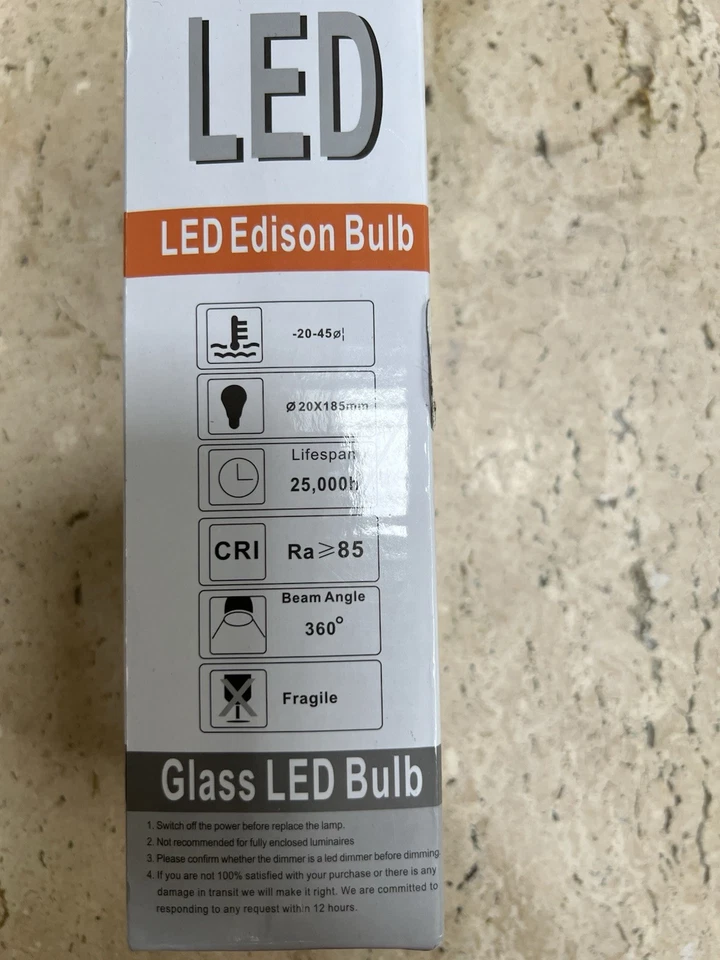 LED
LED Edison Bulb
-20-45ø¦
Ø20X185mm
Lifespan
25,000h
CRI Ra≥85
Beam Angle
360°
Fragile
Glass LED Bulb
1. Switch off the power before replace the lamp.
2. Not recommended for fully enclosed luminaires
3. Please confirm whether the dimmer is a led dimmer before dimming
4. If you are not 100% satisfied with your purchase or there is any
damage in transit we will make it right. We are committed to
responding to any request within 12 hours.